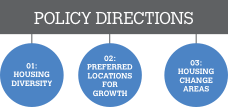 POLICY DIRECTIONS
01:
HOUSING
DIVERSITY
02:
PREFERRED
LOCATIONS
FOR
GROWTH
03:
HOUSING
CHANGE
AREAS